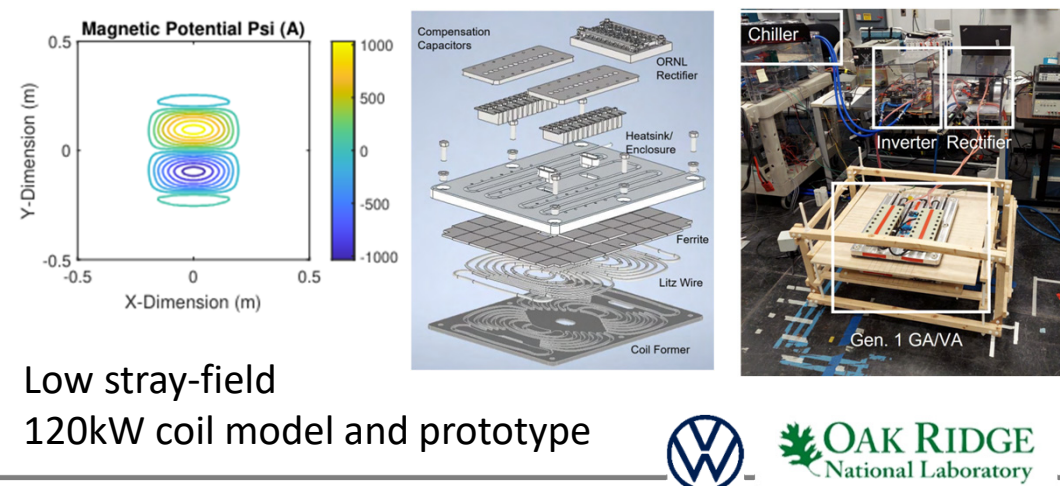 Magnetic Potential Psi (A)
0.5
0
-0.5
Y-Dimension (m)
-0.5
0
0.5
X-Dimension (m)
1000
500
0
-500
-1000
Compensation
Capacitors
ORNL
Rectifier
Heatsink/
Enclosure
Ferrite
Litz Wire
Coil Former
Chiller
Inverter Rectifier
Gen. 1 GA/VA
Low stray-field
120kW coil model and prototype
OAK RIDGE
National Laboratory